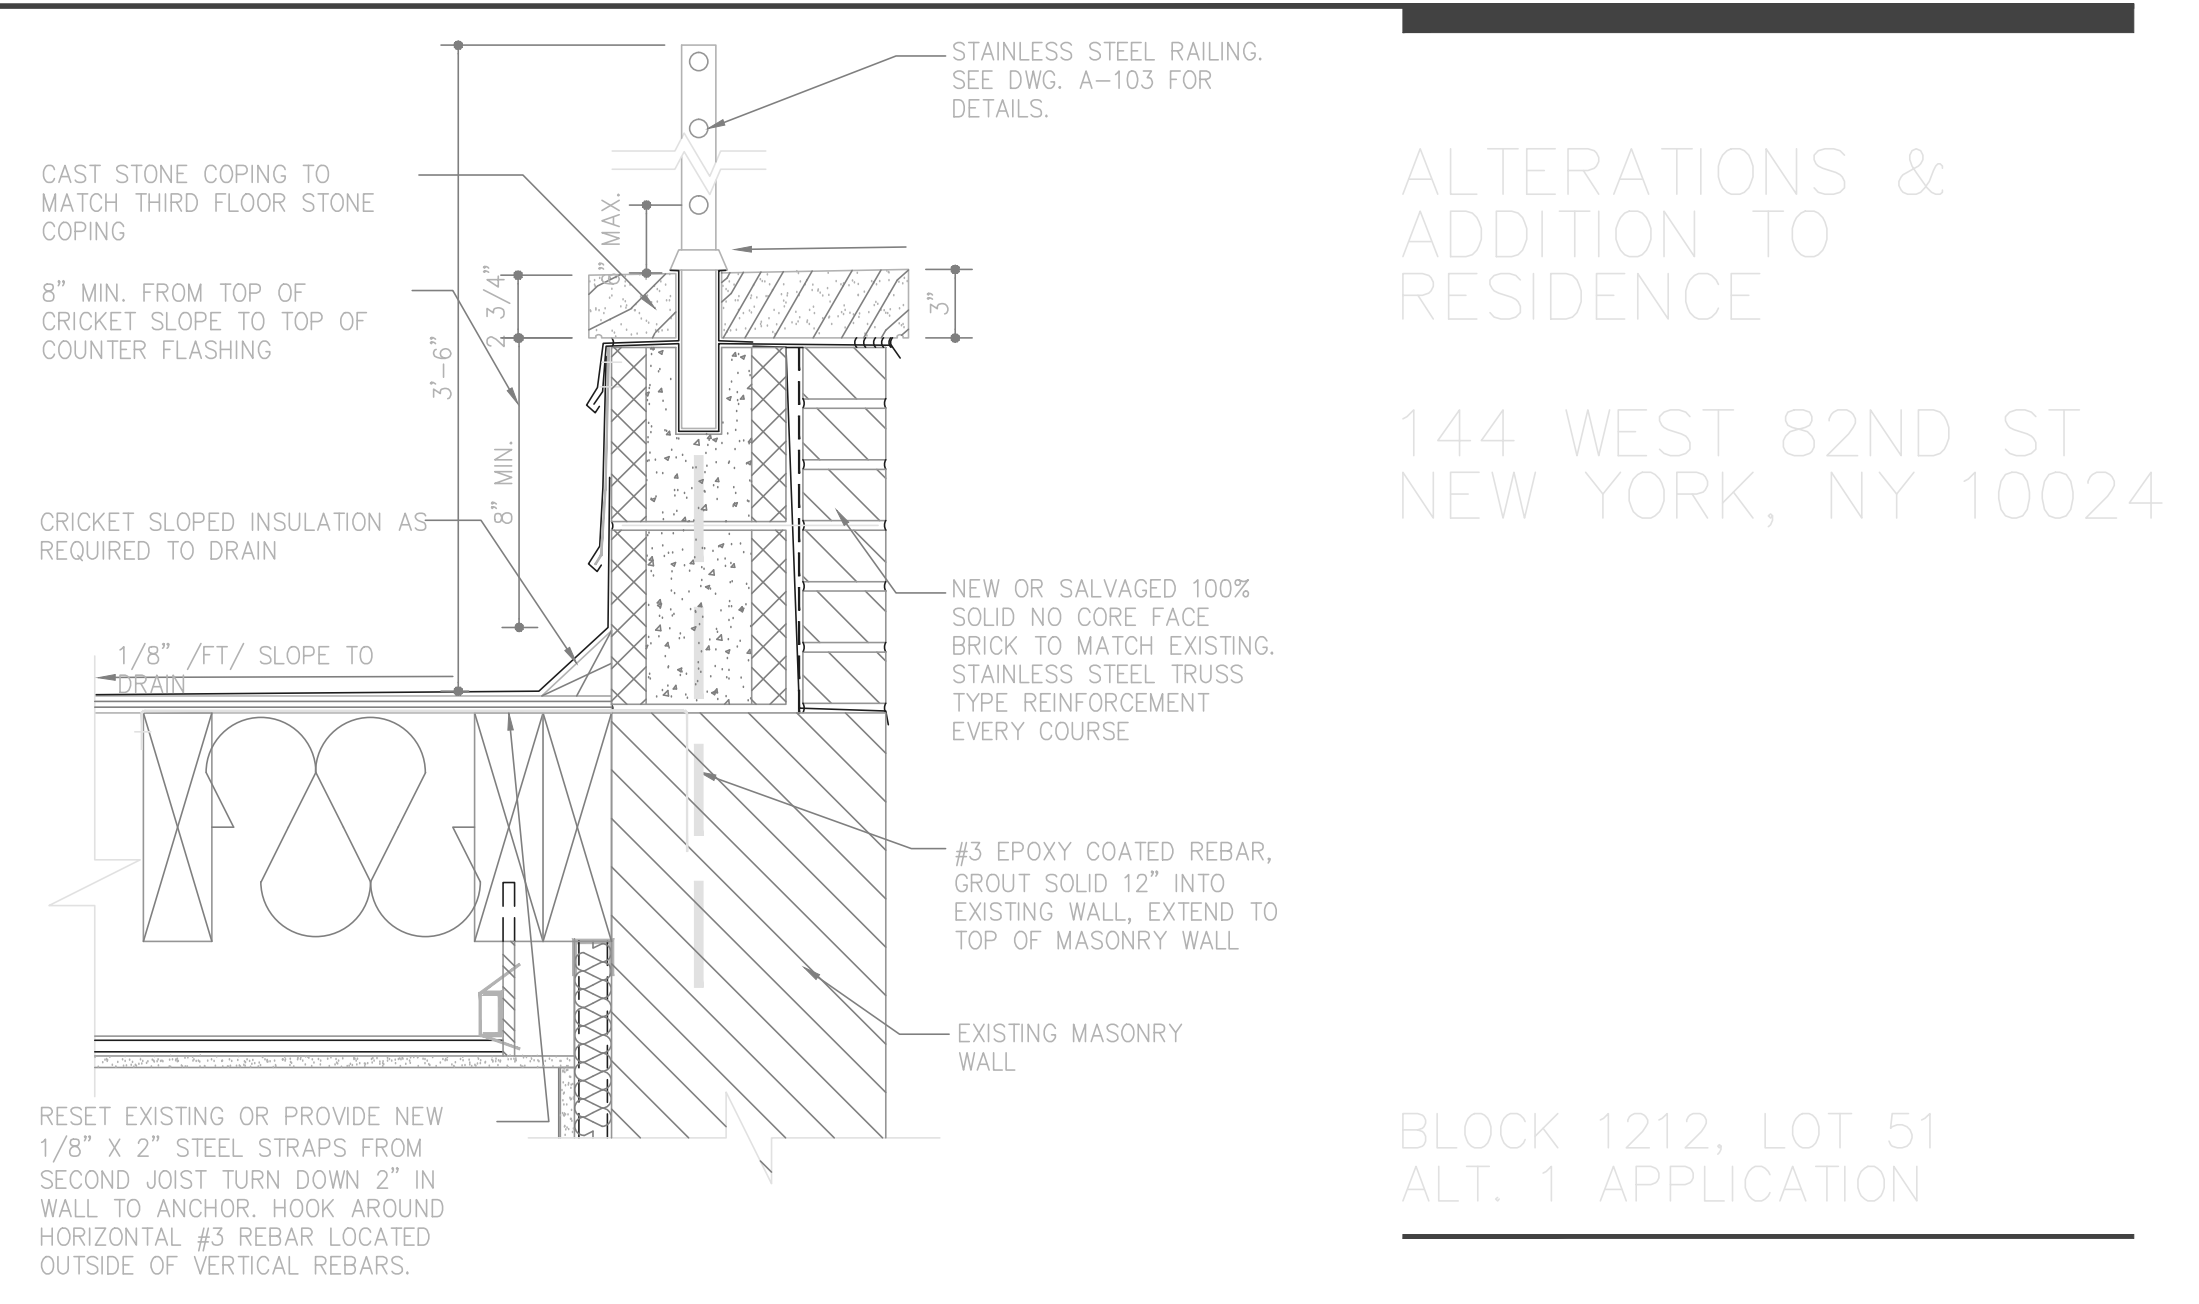 STAINLESS STEEL RAILING.
SEE DWG. A-103 FOR
DETAILS.
CAST STONE COPING TO
MATCH THIRD FLOOR STONE
COPING
8" MIN. FROM TOP OF
CRICKET SLOPE TO TOP OF
COUNTER FLASHING
3'-6"
2 3/4"
8" MAX.
3"
8" MIN.
CRICKET SLOPED INSULATION AS
REQUIRED TO DRAIN
1/8" /FT/ SLOPE TO
DRAIN
NEW OR SALVAGED 100%
SOLID NO CORE FACE
BRICK TO MATCH EXISTING.
STAINLESS STEEL TRUSS
TYPE REINFORCEMENT
EVERY COURSE
#3 EPOXY COATED REBAR,
GROUT SOLID 12" INTO
EXISTING WALL, EXTEND TO
TOP OF MASONRY WALL
EXISTING MASONRY
WALL
RESET EXISTING OR PROVIDE NEW
1/8" X 2" STEEL STRAPS FROM
SECOND JOIST TURN DOWN 2" IN
WALL TO ANCHOR. HOOK AROUND
HORIZONTAL #3 REBAR LOCATED
OUTSIDE OF VERTICAL REBARS.
ALTERATIONS &
ADDITION TO
RESIDENCE
144 WEST 82ND ST
NEW YORK, NY 10024
BLOCK 1212, LOT 51
ALT. 1 APPLICATION